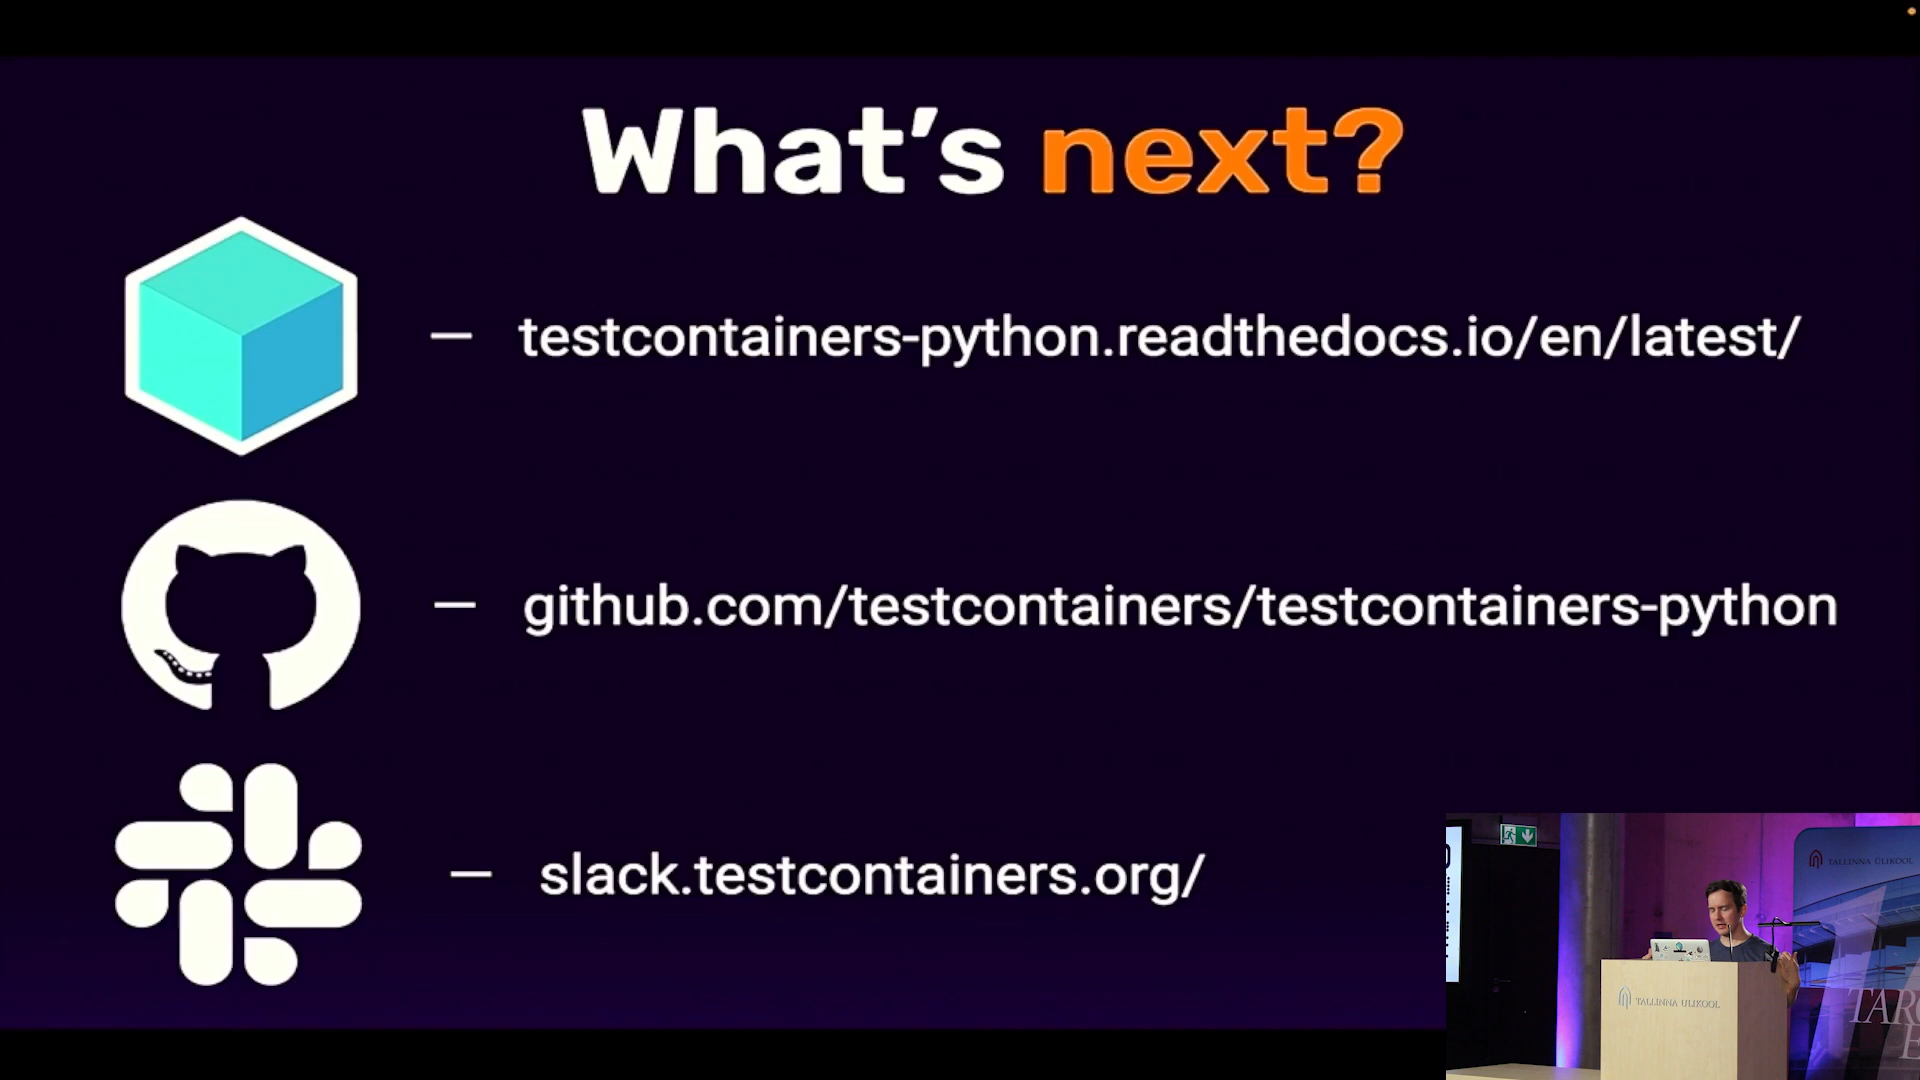 What's next?
— testcontainers-python.readthedocs.io/en/latest/
— github.com/testcontainers/testcontainers-python
— slack.testcontainers.org/
TALLINNA ÜLIKOOL
TALLINNA ÜLIKOOL